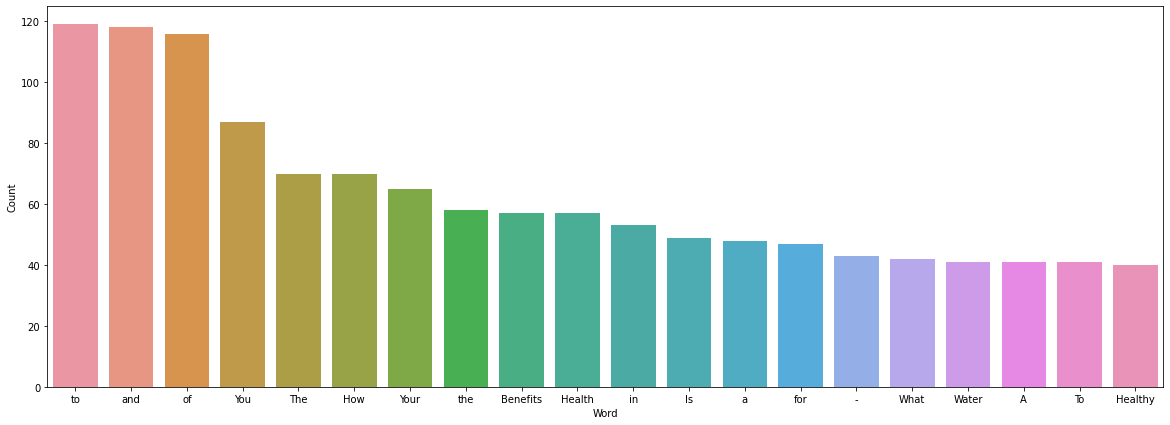 120
100
80
60
40
20
0
Count
to and of You The How Your the Benefits Health in Is a for - What Water A To Healthy
Word